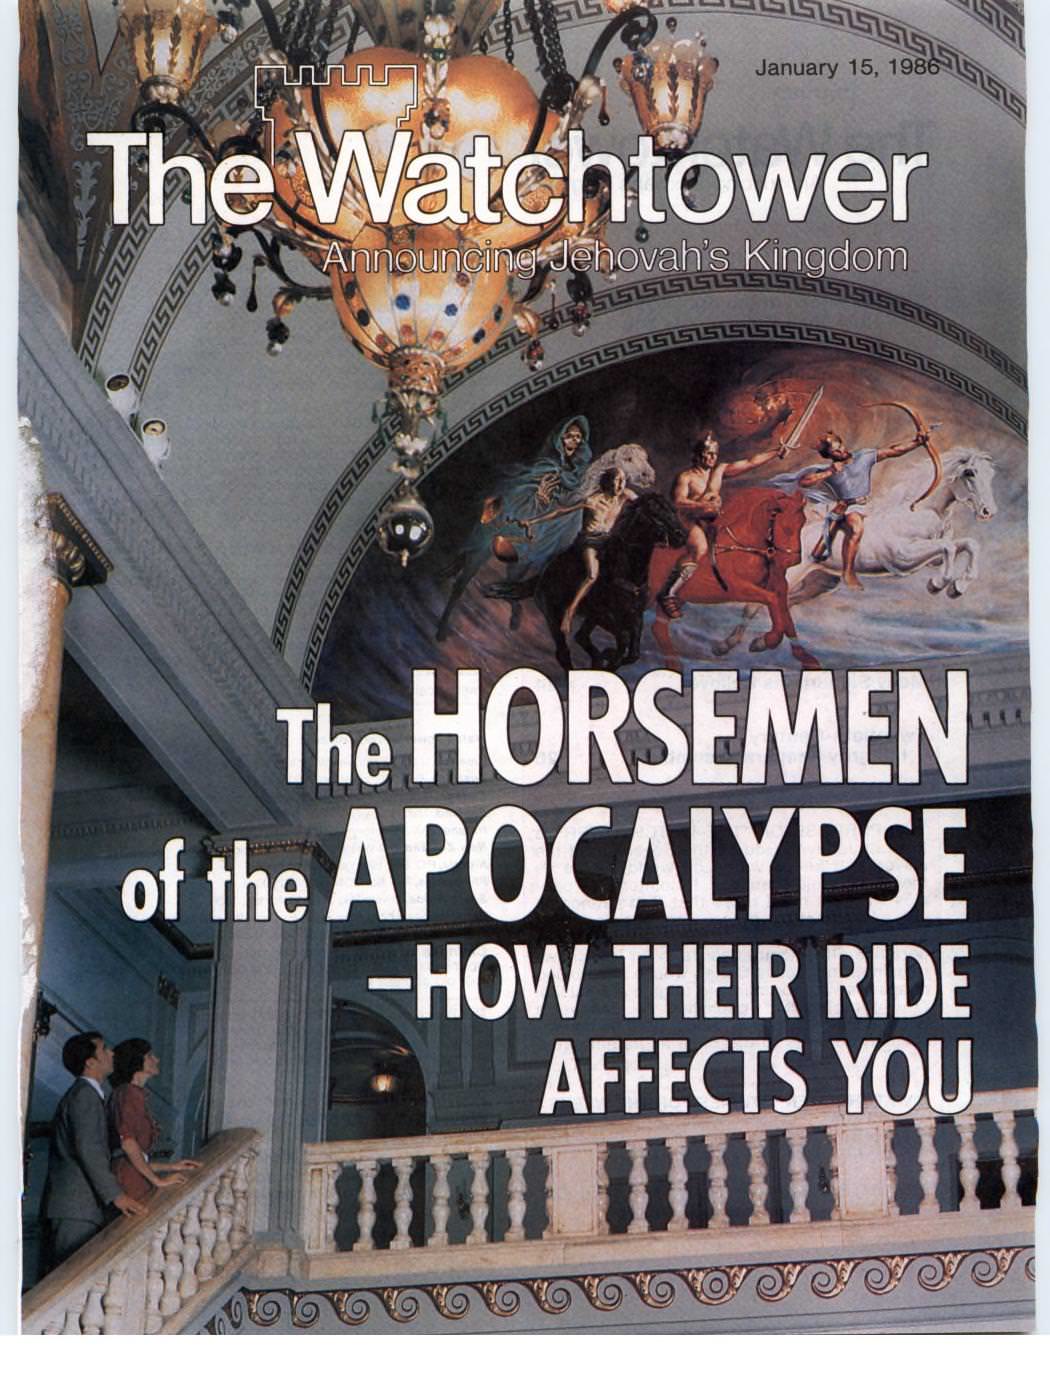 January 15, 1986
The Watchtower
Announcing Jehovah's Kingdom
The HORSEMEN
of the APOCALYPSE
–HOW THEIR RIDE
AFFECTS YOU